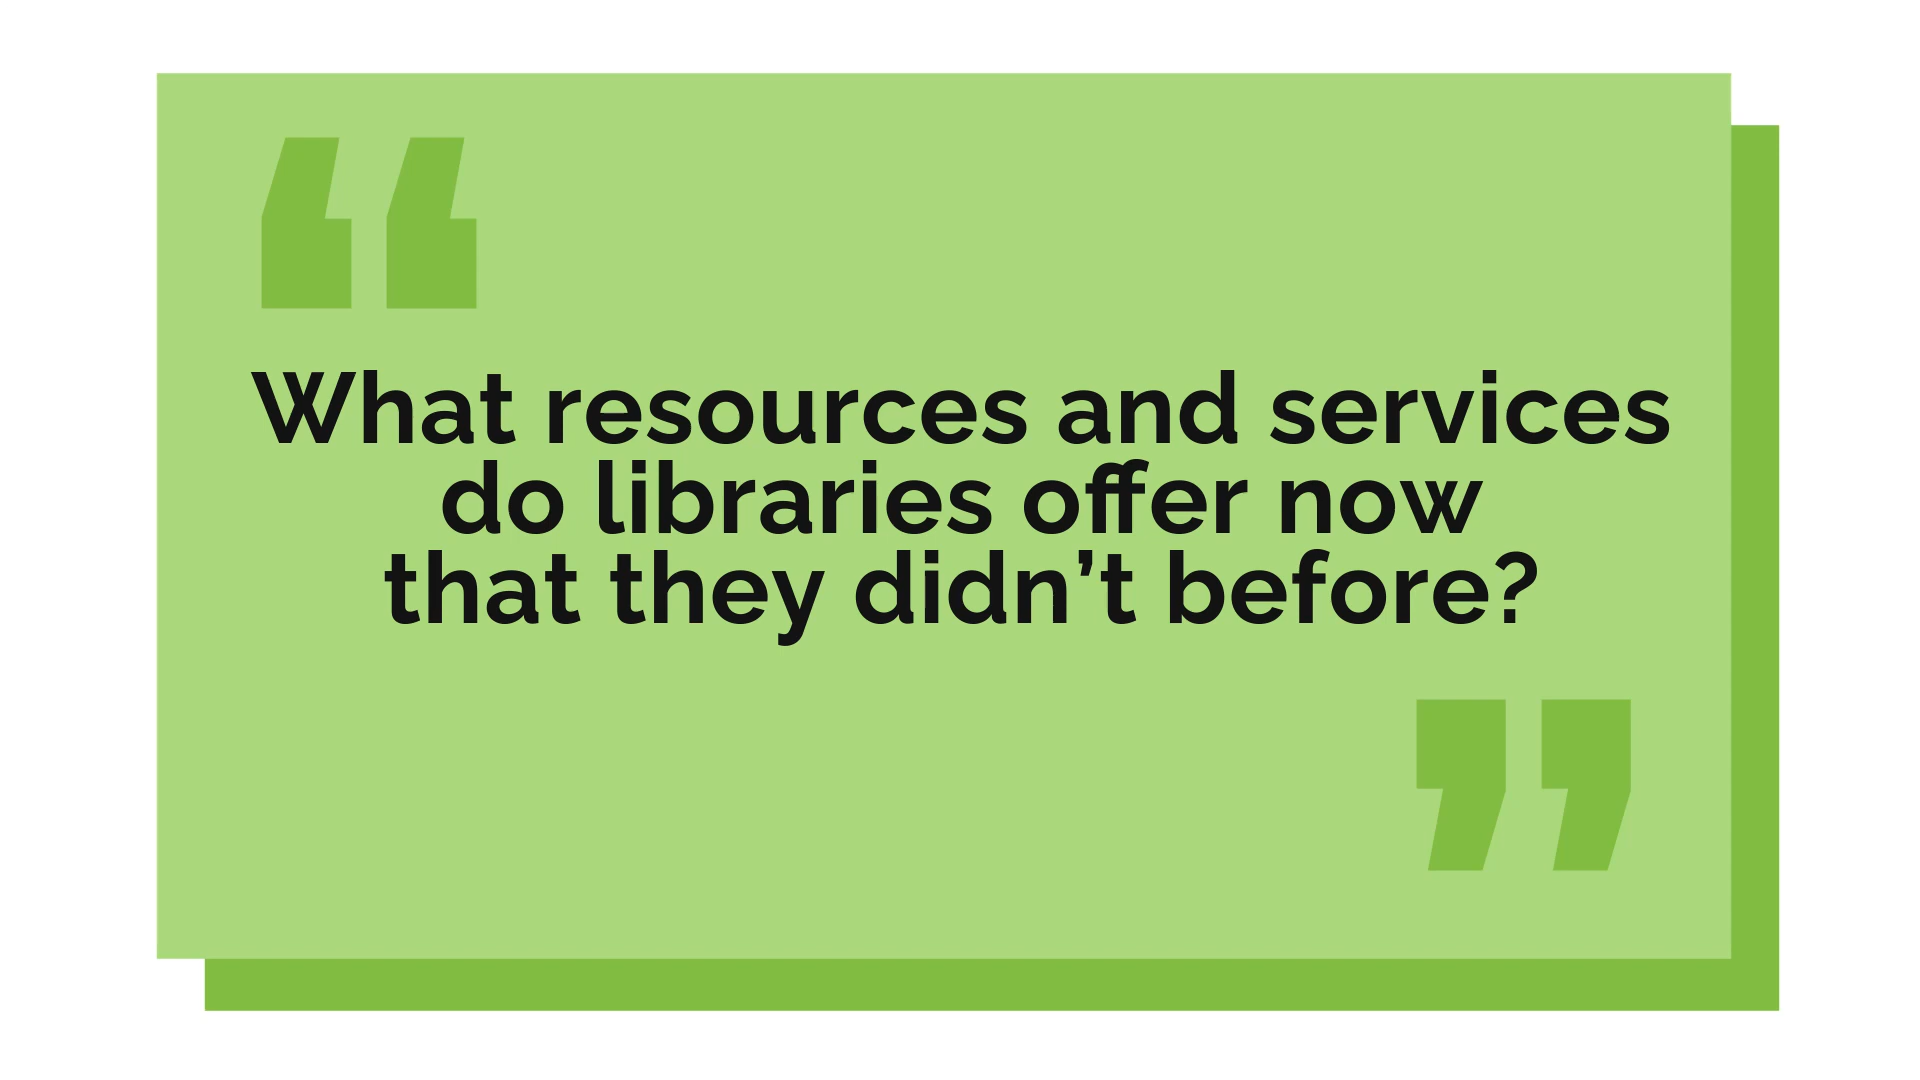 “
What resources and services
do libraries offer now
that they didn’t before?
”